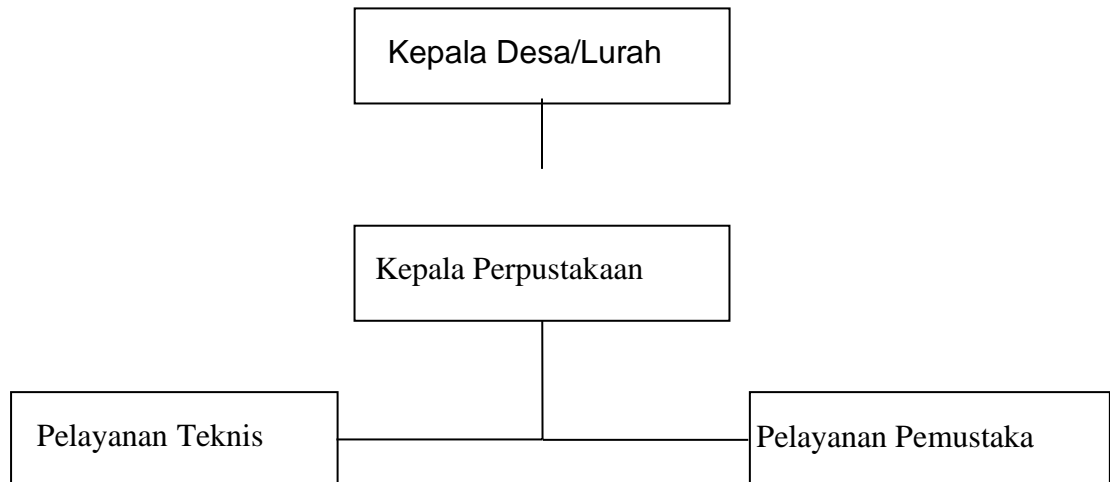 Kepala Desa/Lurah
Kepala Perpustakaan
Pelayanan Teknis
Pelayanan Pemustaka